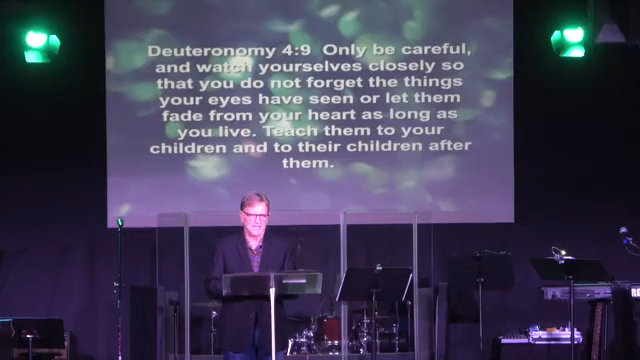 Deuteronomy 4:9 Only be careful,
and watch yourselves closely so
that you do not forget the things
your eyes have seen or let them
fade from your heart as long as
you live. Teach them to your
children and to their children after
them.